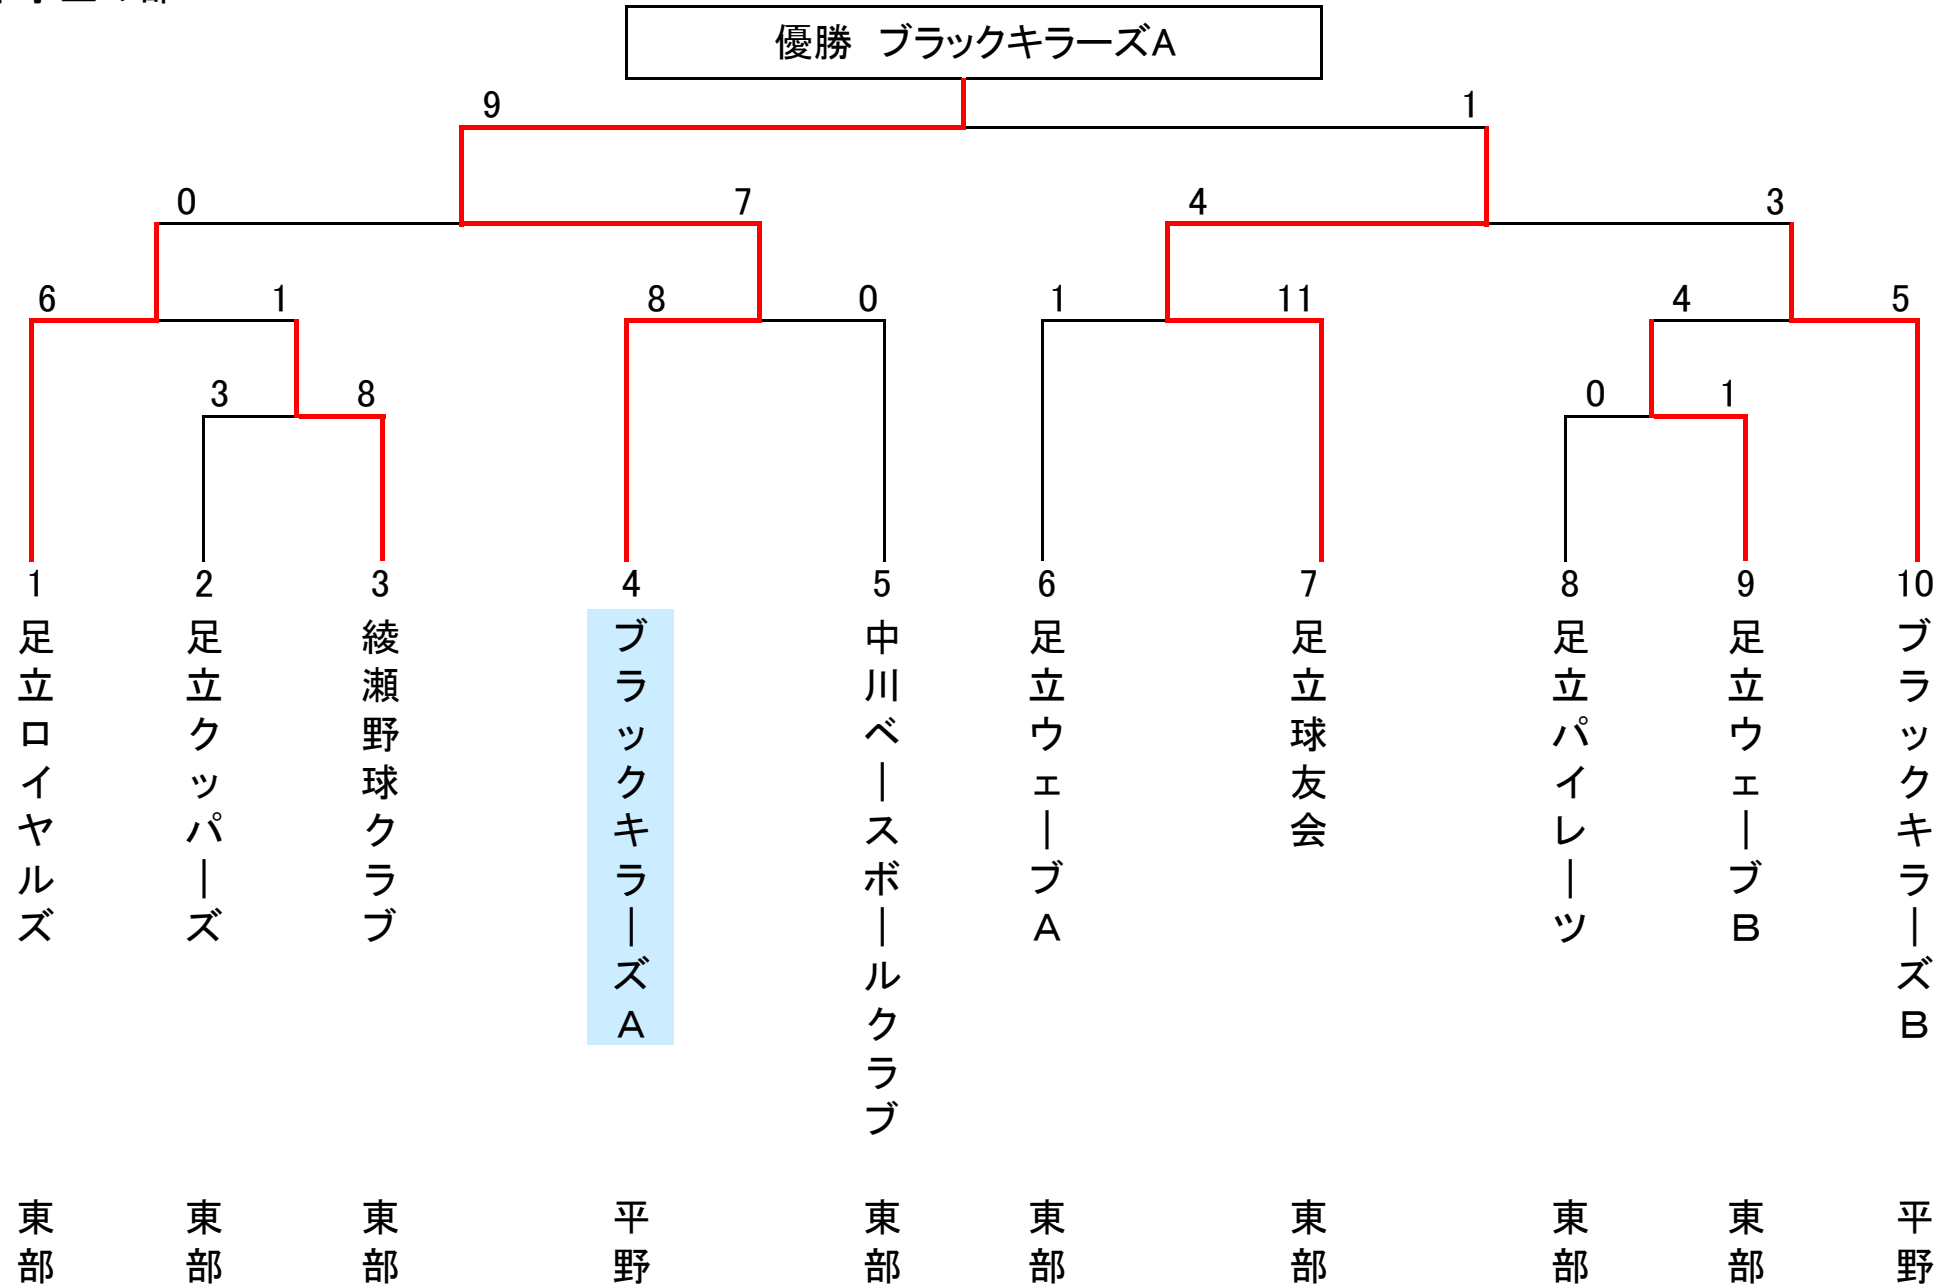 優勝　ブラックキラーズA
9
1
0
7
4
3
6
1
8
0
1
11
4
5
3
8
0
1
1
2
3
4
5
6
7
8
9
10
足立ロイヤルズ
足立クッパーズ
綾瀬野球クラブ
ブラックキラーズA
中川ベースボールクラブ
足立ウェーブA
足立球友会
足立パイレーツ
足立ウェーブB
ブラックキラーズB
東部
東部
東部
平野
東部
東部
東部
東部
東部
平野